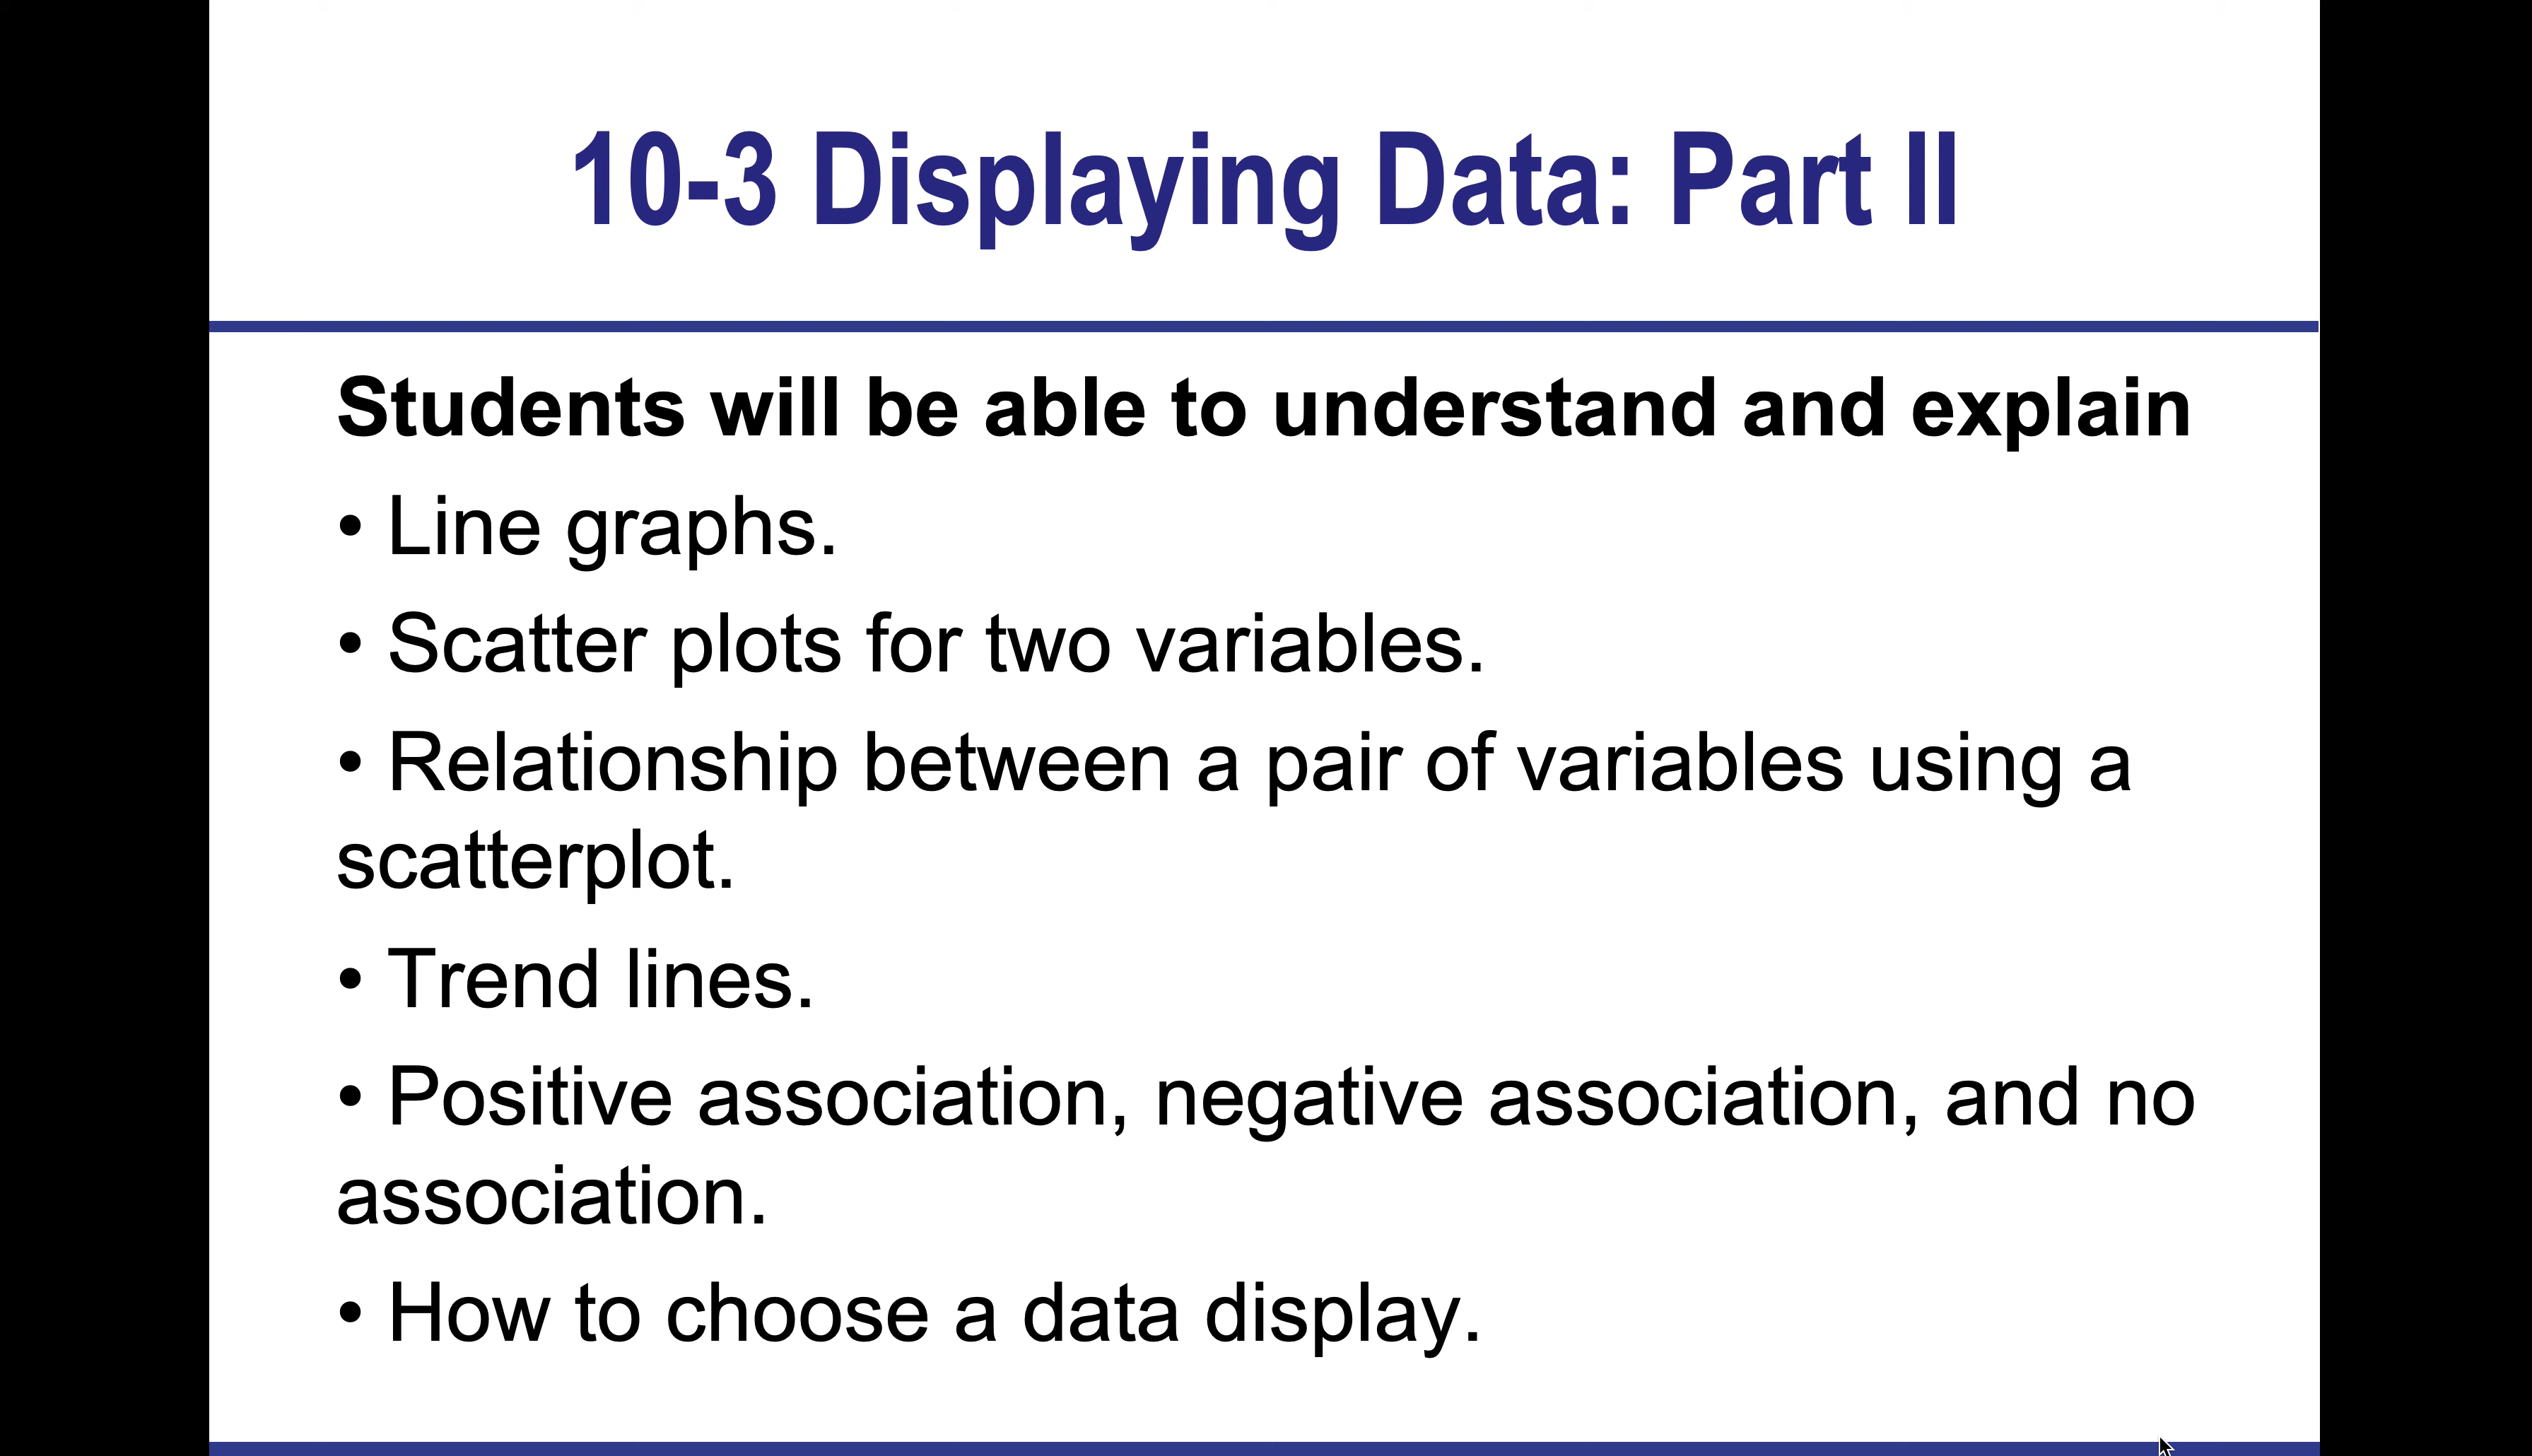 10-3 Displaying Data: Part II
Students will be able to understand and explain
• Line graphs.
• Scatter plots for two variables.
• Relationship between a pair of variables using a
scatterplot.
• Trend lines.
• Positive association, negative association, and no
association.
• How to choose a data display.